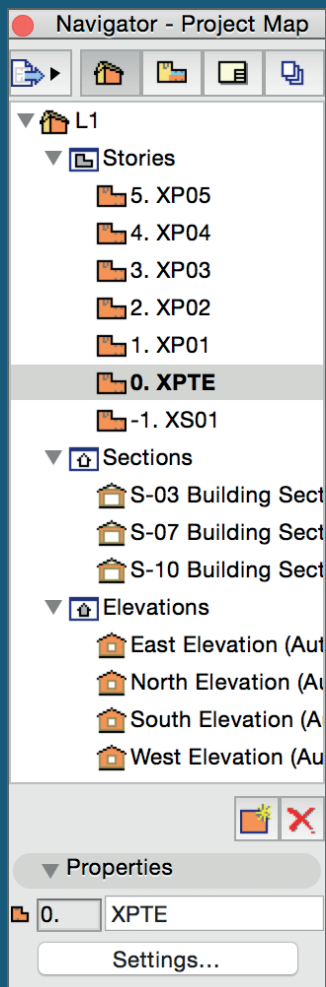 Navigator - Project Map
L1
Stories
5. XP05
4. XP04
3. XP03
2. XP02
1. XP01
0. XPTE
-1. XS01
Sections
S-03 Building Sect
S-07 Building Sect
S-10 Building Sect
Elevations
East Elevation (Aut
North Elevation (Au
South Elevation (A
West Elevation (Au
Properties
0. XPTE
Settings...